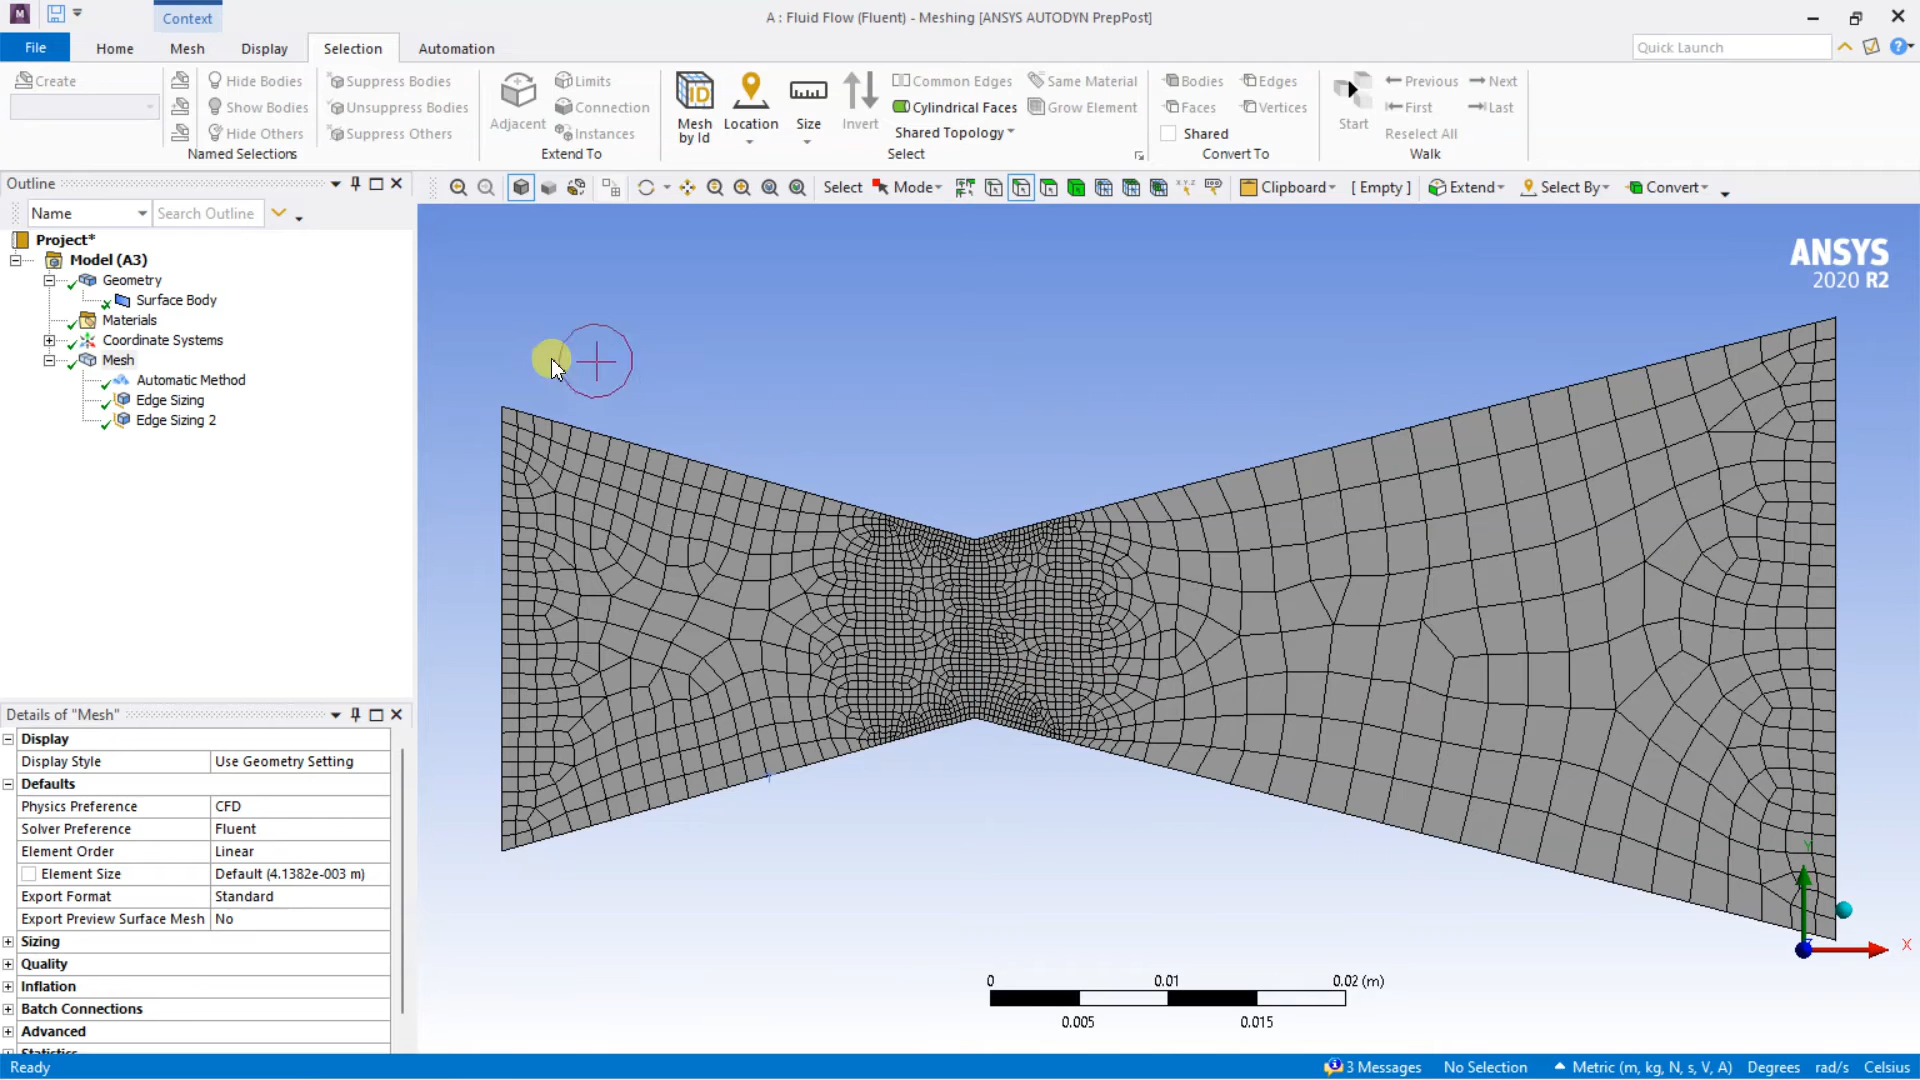 M
Context
A : Fluid Flow (Fluent) - Meshing [ANSYS AUTODYN PrepPost]
File
Home
Mesh
Display
Selection
Automation
Quick Launch
Create
Hide Bodies
Show Bodies
Hide Others
Named Selections
Suppress Bodies
Unsuppress Bodies
Suppress Others
Adjacent
Limits
Connection
Instances
Extend To
Mesh by Id
Location
Size
Invert
Common Edges
Cylindrical Faces
Shared Topology
Same Material
Grow Element
Select
Bodies
Edges
Faces
Vertices
Shared
Convert To
Start
Previous
Next
First
Last
Reselect All
Walk
Outline
Name
Search Outline
Select
Mode
Clipboard
[ Empty ]
Extend
Select By
Convert
Project*
Model (A3)
Geometry
Surface Body
Materials
Coordinate Systems
Mesh
Automatic Method
Edge Sizing
Edge Sizing 2
ANSYS
2020 R2
Details of "Mesh"
Display
Display Style Use Geometry Setting
Defaults
Physics Preference CFD
Solver Preference Fluent
Element Order Linear
Element Size Default (4.1382e-003 m)
Export Format Standard
Export Preview Surface Mesh No
Sizing
Quality
Inflation
Batch Connections
Advanced
Statistics
Y
X
0 0.01 0.02 (m)
0.005 0.015
Ready
3 Messages
No Selection
Metric (m, kg, N, s, V, A)
Degrees
rad/s
Celsius